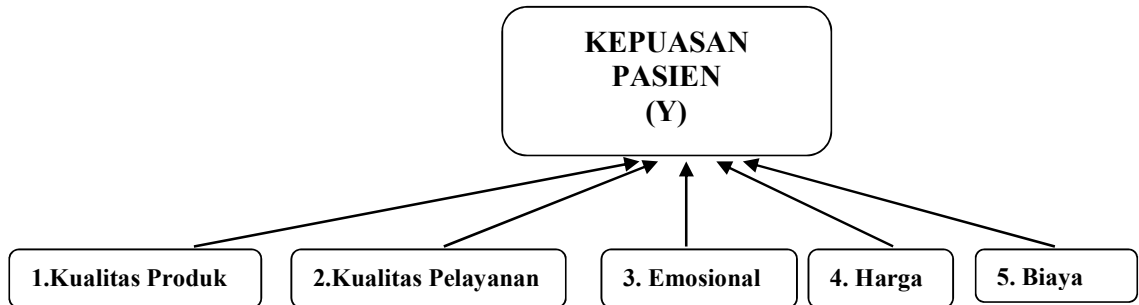 KEPUASAN
PASIEN
(Y)
1.Kualitas Produk
2.Kualitas Pelayanan
3. Emosional
4. Harga
5. Biaya